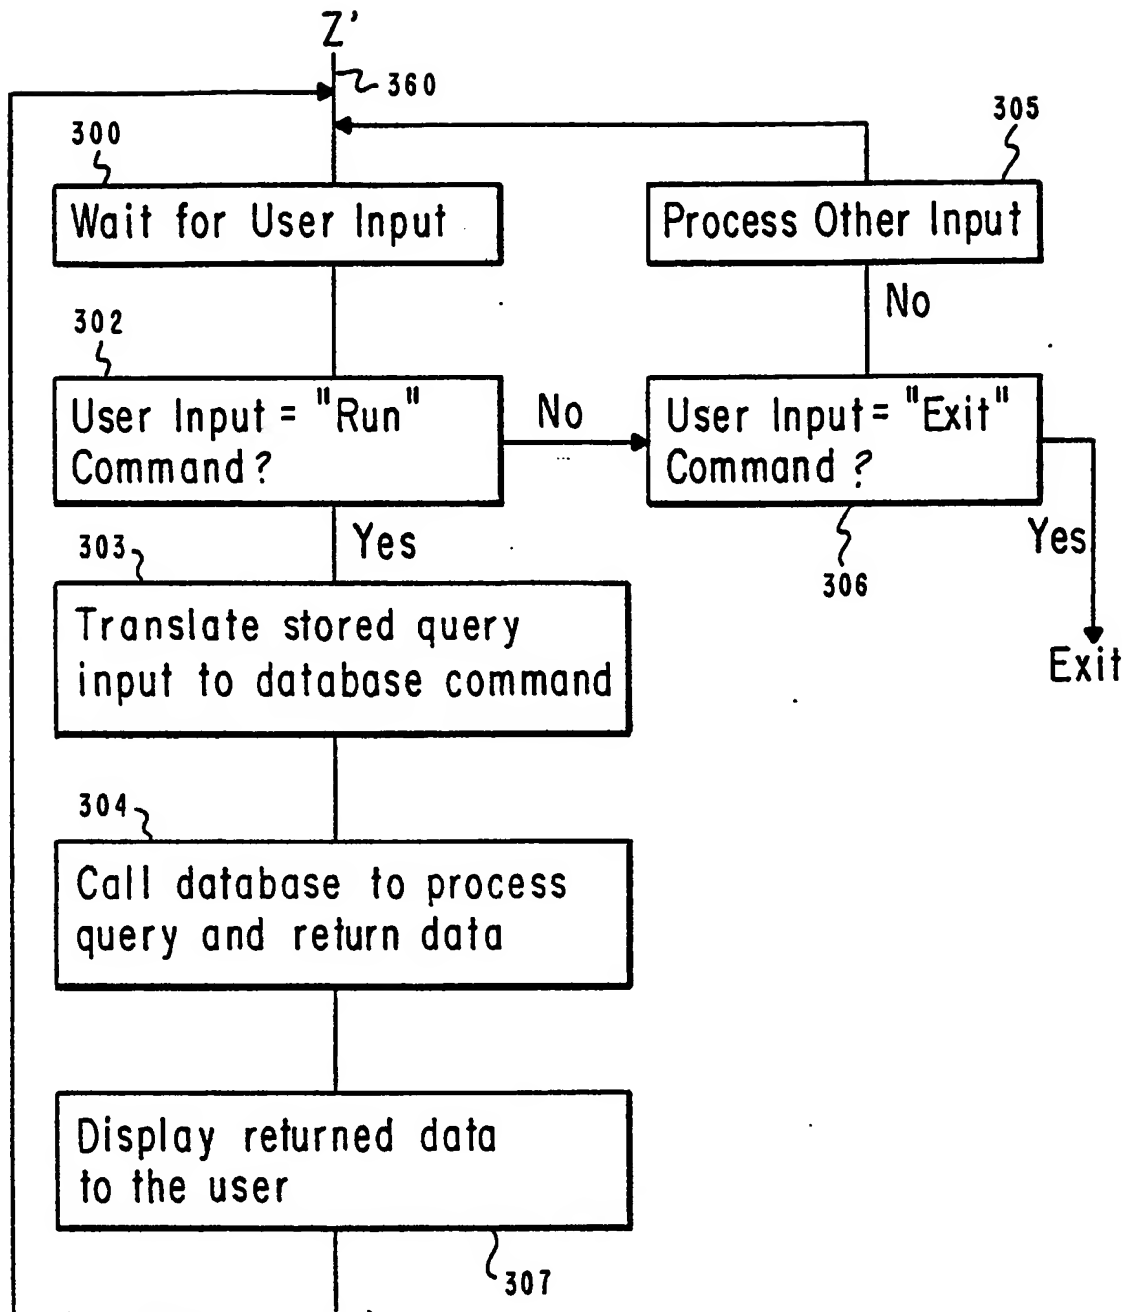 Z'
360
300
Wait for User Input
305
Process Other Input
No
302
User Input = "Run"
Command?
No
User Input = "Exit"
Command ?
306
Yes
Exit
Yes
303
Translate stored query
input to database command
304
Call database to process
query and return data
Display returned data
to the user
307